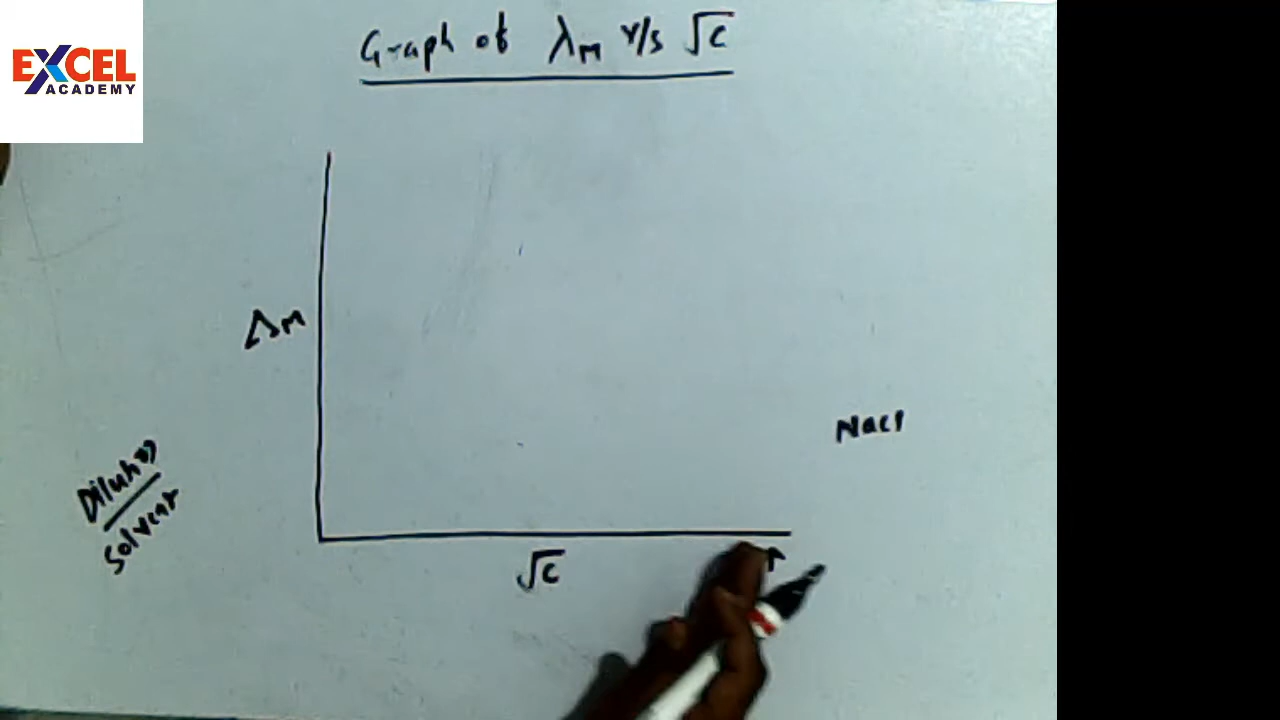 EXCEL
ACADEMY
Graph of λM v/s √C
ΛM
NaCl
Dilution
Solvent
√C